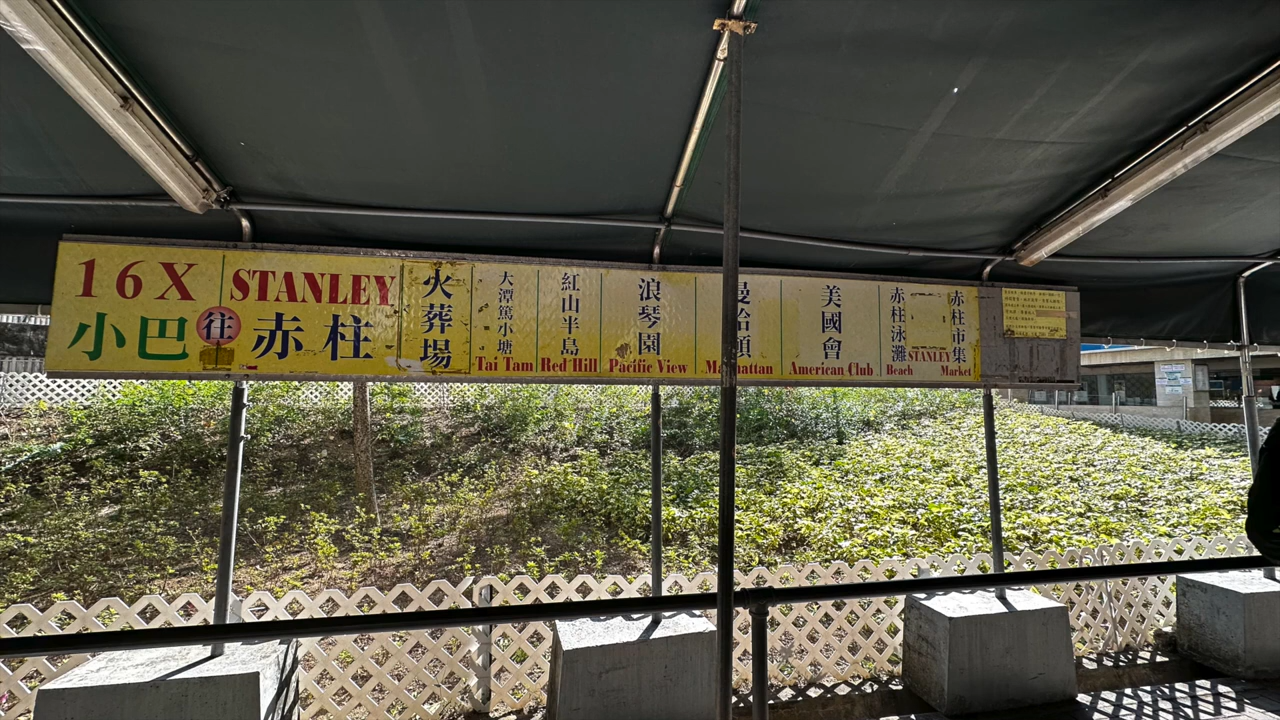 16X
小巴
往
STANLEY
赤柱
火葬場
大潭篤小塘
Tai Tam
紅山半島
Red Hill
浪琴園
Pacific View
曼哈頓
美國會
American Club
赤柱泳灘
Beach
STANLEY
赤柱市集
Market